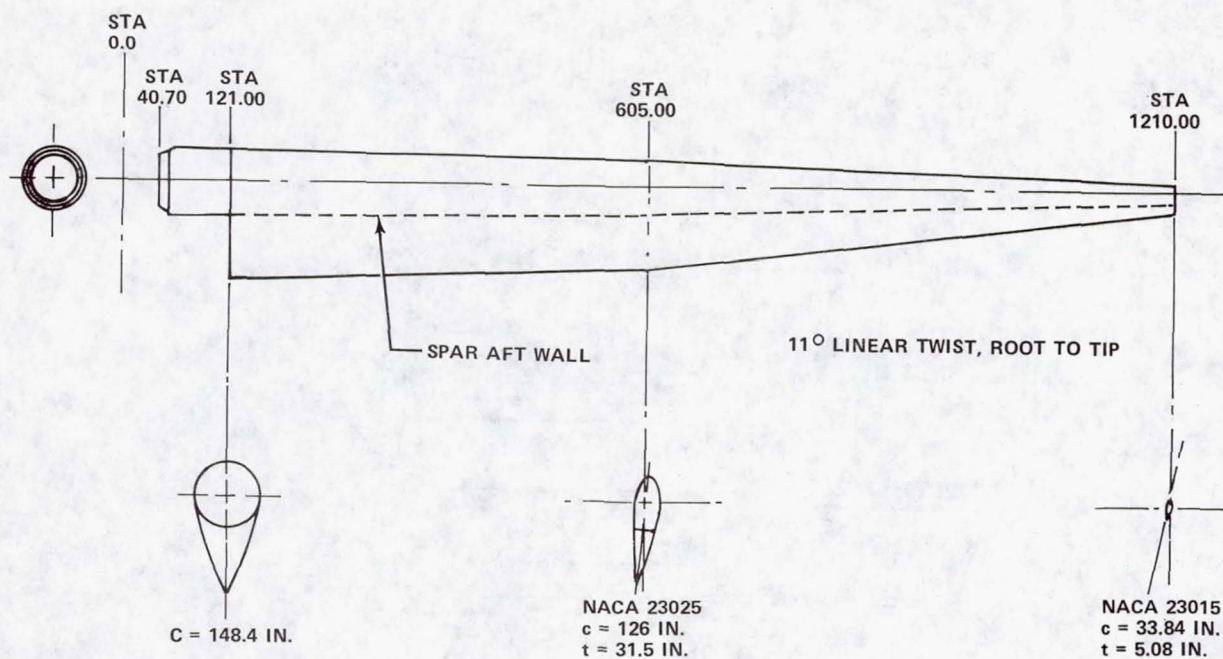 STA
0.0
STA
40.70
STA
121.00
STA
605.00
STA
1210.00
SPAR AFT WALL
11° LINEAR TWIST, ROOT TO TIP
C = 148.4 IN.
NACA 23025
c = 126 IN.
t = 31.5 IN.
NACA 23015
c = 33.84 IN.
t = 5.08 IN.